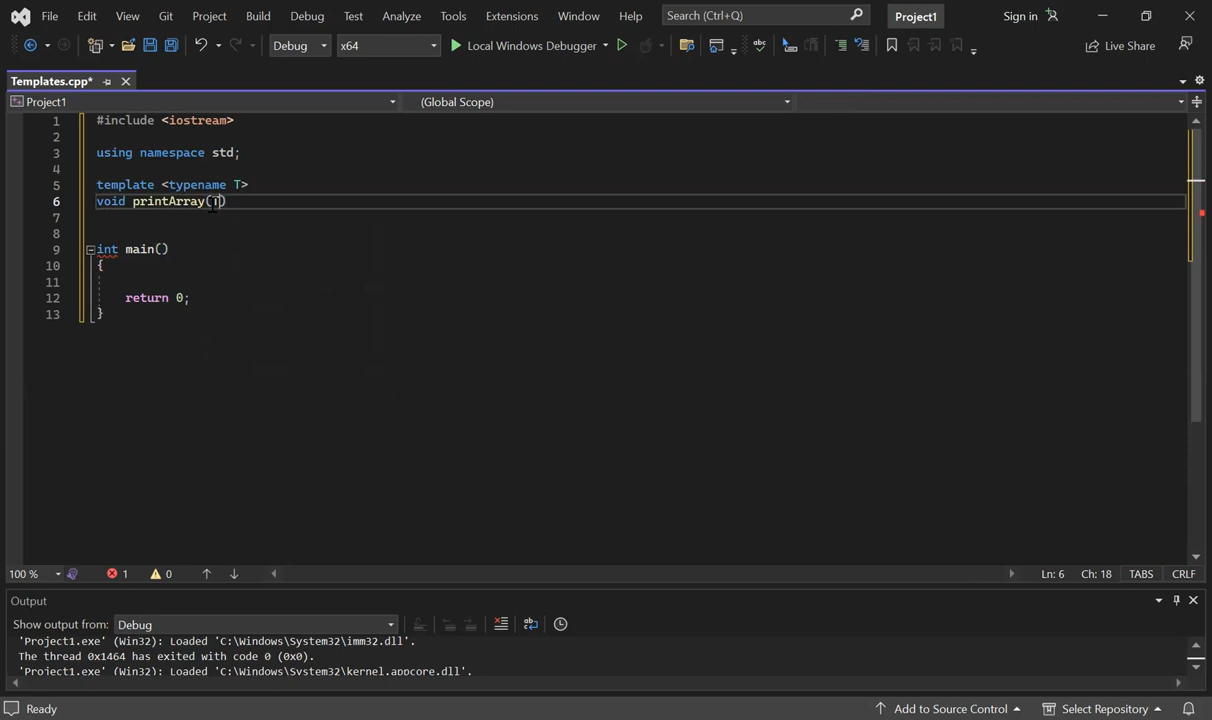 File Edit View Git Project Build Debug Test Analyze Tools Extensions Window Help Search (Ctrl+Q) Project1 Sign in
Debug x64 Local Windows Debugger Live Share
Templates.cpp*
Project1 (Global Scope)
1 #include <iostream>
2
3 using namespace std;
4
5 template <typename T>
6 void printArray( )
7
8
9 int main()
10 {
11
12 return 0;
13 }
100 % 1 0 Ln: 6 Ch: 18 TABS CRLF
Output
Show output from: Debug
'Project1.exe' (Win32): Loaded 'C:\Windows\System32\imm32.dll'.
The thread 0x1464 has exited with code 0 (0x0).
'Project1.exe' (Win32): Loaded 'C:\Windows\System32\kernel.appcore.dll'.
Ready Add to Source Control Select Repository